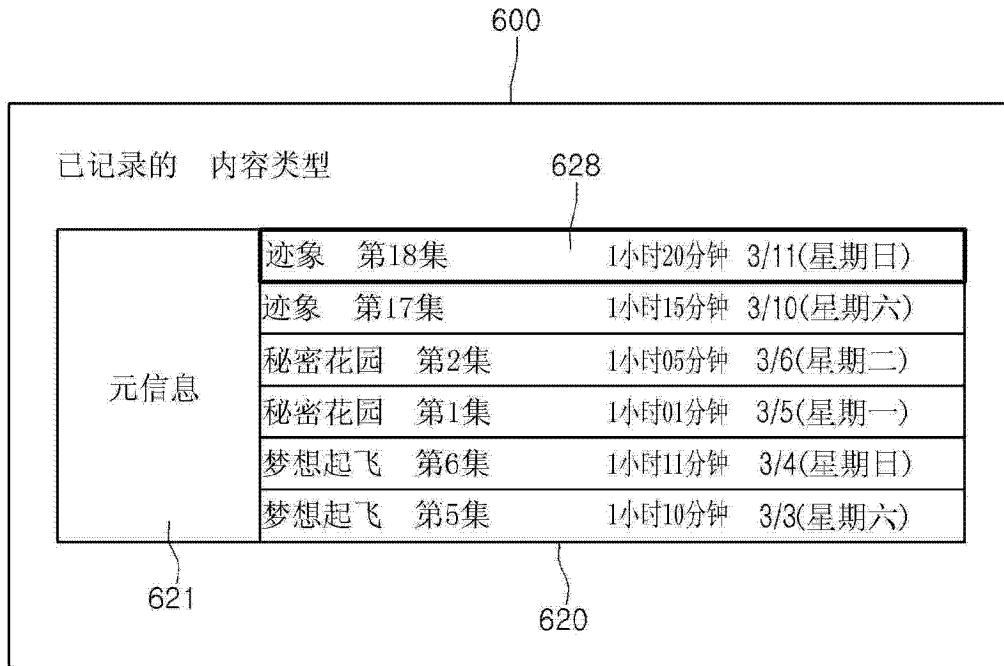 600
已记录的 内容类型
628
迹象 第18集 1小时20分钟 3/11(星期日)
迹象 第17集 1小时15分钟 3/10(星期六)
秘密花园 第2集 1小时05分钟 3/6(星期二)
元信息
秘密花园 第1集 1小时01分钟 3/5(星期一)
梦想起飞 第6集 1小时11分钟 3/4(星期日)
梦想起飞 第5集 1小时10分钟 3/3(星期六)
621
620